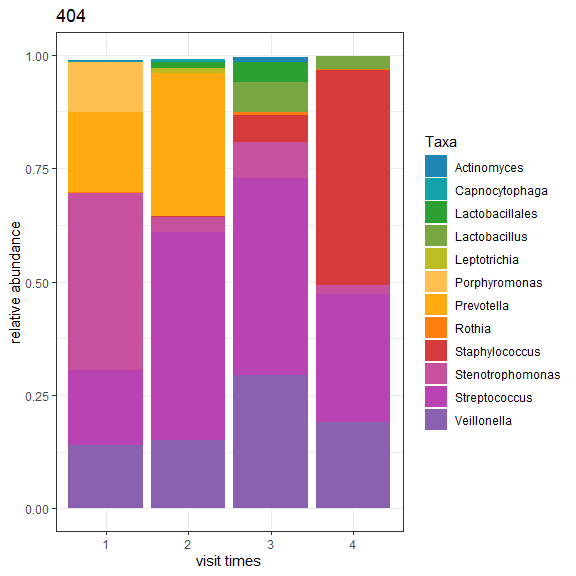 404
1.00
0.75
0.50
0.25
0.00
relative abundance
1 2 3 4
visit times
Taxa
Actinomyces
Capnocytophaga
Lactobacillales
Lactobacillus
Leptotrichia
Porphyromonas
Prevotella
Rothia
Staphylococcus
Stenotrophomonas
Streptococcus
Veillonella